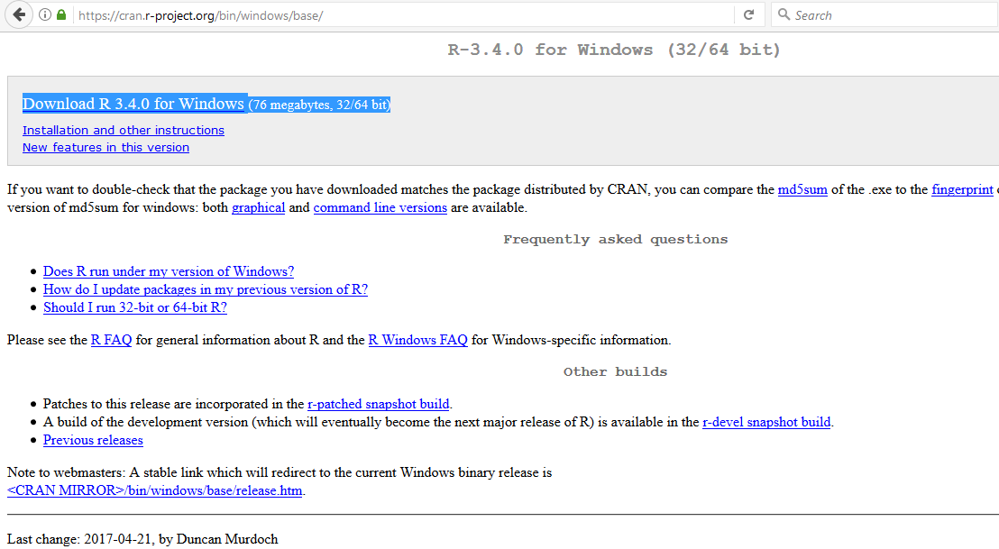 https://cran.r-project.org/bin/windows/base/
Search
R-3.4.0 for Windows (32/64 bit)
Download R 3.4.0 for Windows (76 megabytes, 32/64 bit)
Installation and other instructions
New features in this version
If you want to double-check that the package you have downloaded matches the package distributed by CRAN, you can compare the md5sum of the .exe to the fingerprint
version of md5sum for windows: both graphical and command line versions are available.
Frequently asked questions
Does R run under my version of Windows?
How do I update packages in my previous version of R?
Should I run 32-bit or 64-bit R?
Please see the R FAQ for general information about R and the R Windows FAQ for Windows-specific information.
Other builds
Patches to this release are incorporated in the r-patched snapshot build.
A build of the development version (which will eventually become the next major release of R) is available in the r-devel snapshot build.
Previous releases
Note to webmasters: A stable link which will redirect to the current Windows binary release is
<CRAN MIRROR>/bin/windows/base/release.htm.
Last change: 2017-04-21, by Duncan Murdoch